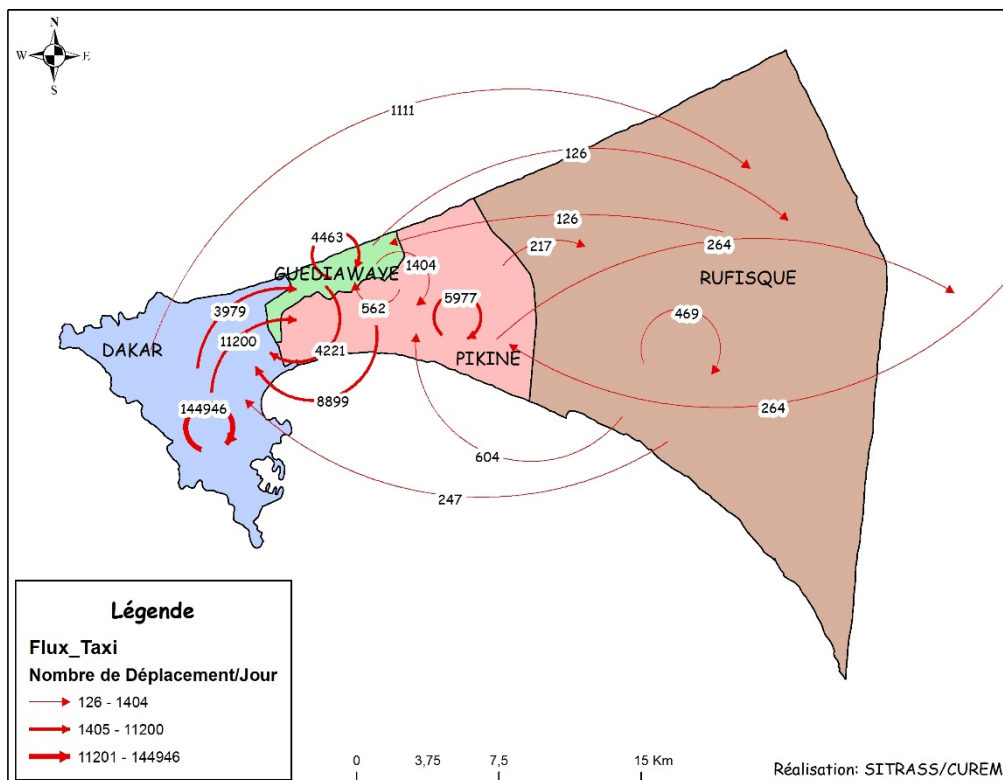 N
W E
S
1111
126
126
4463
217
264
GUEDIAWAYE
1404
RUFISQUE
562
5977
3979
469
11200
DAKAR
4221
PIKINE
8899
144946
264
604
247
Légende
Flux_Taxi
Nombre de Déplacement/Jour
126 - 1404
1405 - 11200
11201 - 144946
0 3,75 7,5 15 Km
Réalisation: SITRASS/CUREM